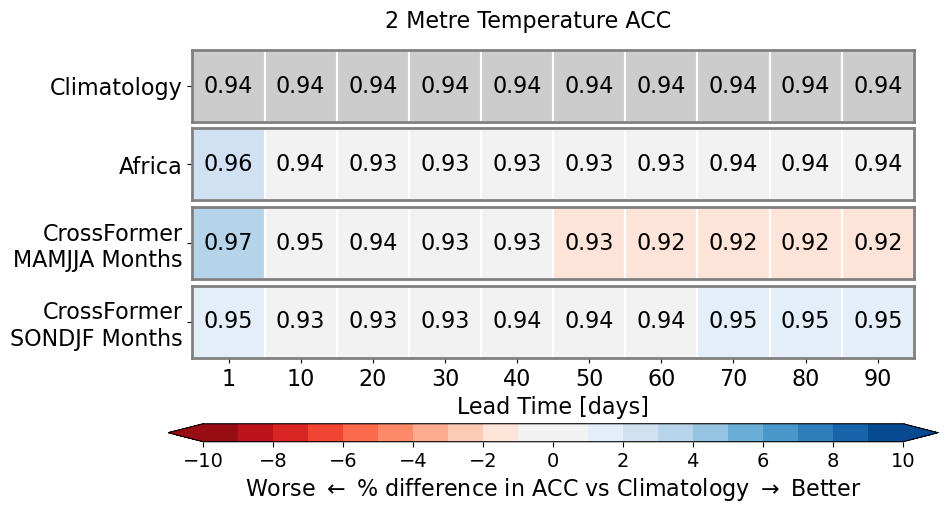 2 Metre Temperature ACC
Climatology 0.94 0.94 0.94 0.94 0.94 0.94 0.94 0.94 0.94 0.94
Africa 0.96 0.94 0.93 0.93 0.93 0.93 0.93 0.94 0.94 0.94
CrossFormer
MAMJJA Months 0.97 0.95 0.94 0.93 0.93 0.93 0.92 0.92 0.92 0.92
CrossFormer
SONDJF Months 0.95 0.93 0.93 0.93 0.94 0.94 0.94 0.95 0.95 0.95
1 10 20 30 40 50 60 70 80 90
Lead Time [days]
−10 −8 −6 −4 −2 0 2 4 6 8 10
Worse ← % difference in ACC vs Climatology → Better